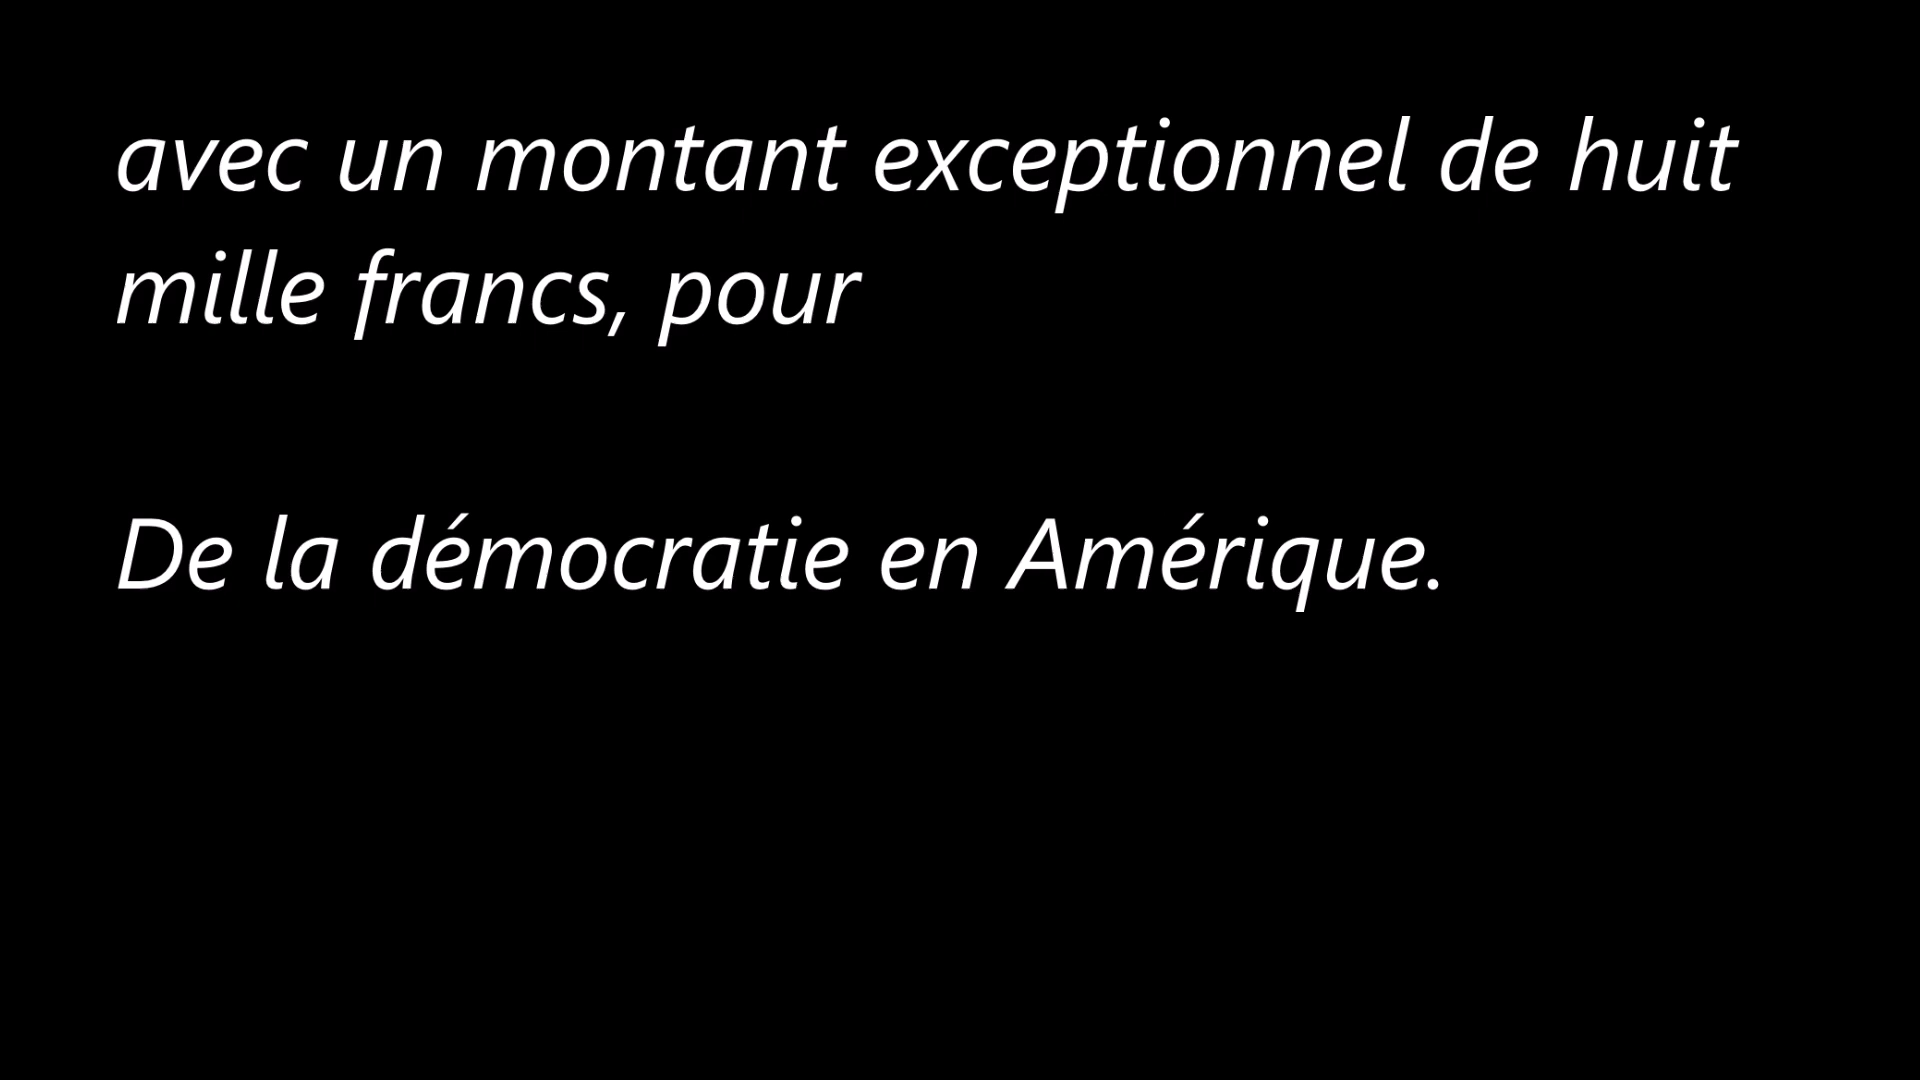 avec un montant exceptionnel de huit
mille francs, pour
De la démocratie en Amérique.